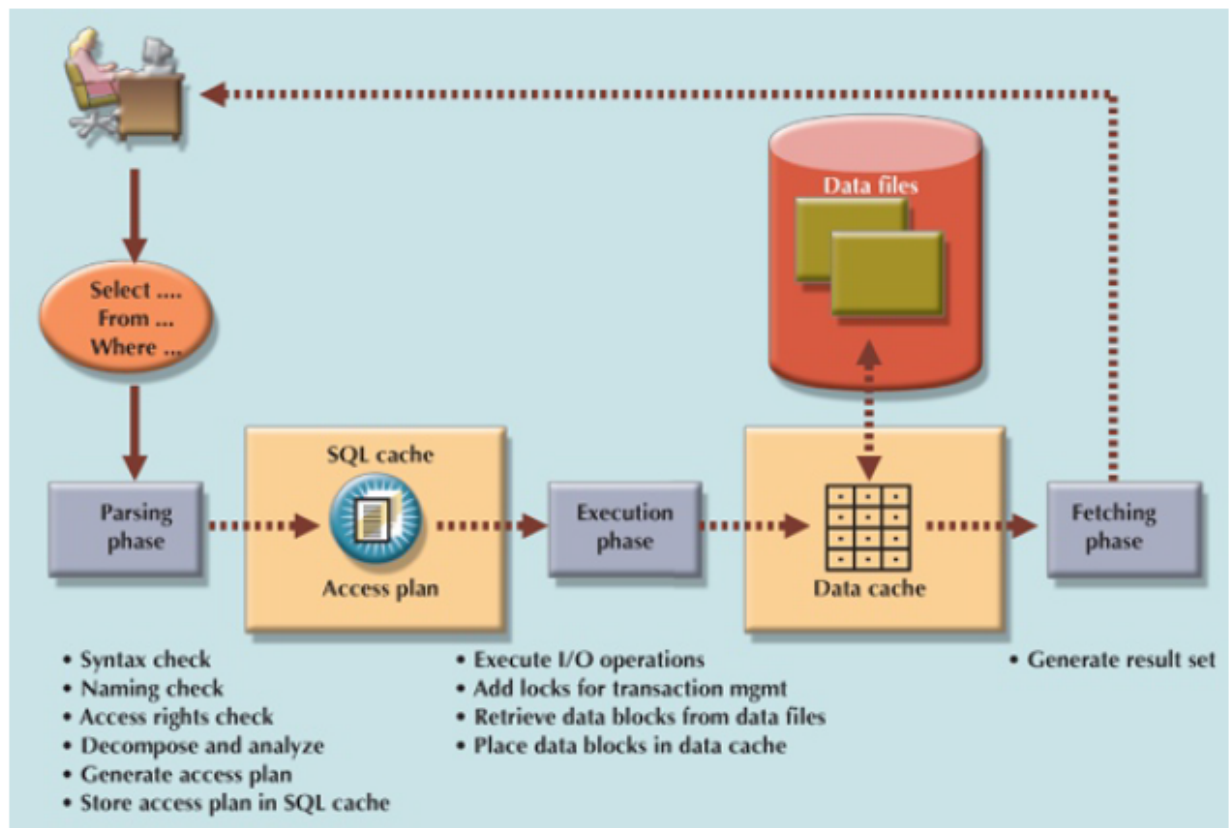 Data files
Select ....
From ...
Where ...
SQL cache
Parsing
phase
Execution
phase
Fetching
phase
Access plan
Data cache
• Syntax check
• Naming check
• Access rights check
• Decompose and analyze
• Generate access plan
• Store access plan in SQL cache
• Execute I/O operations
• Add locks for transaction mgmt
• Retrieve data blocks from data files
• Place data blocks in data cache
• Generate result set